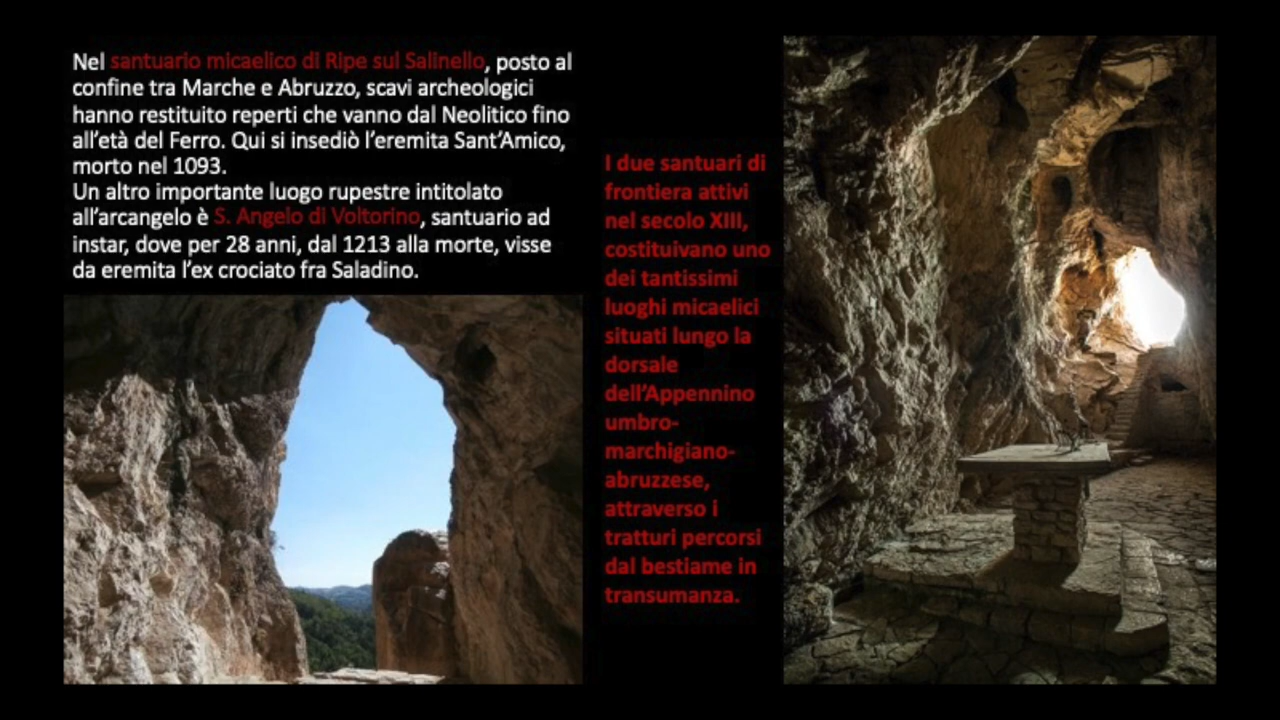 Nel santuario micaelico di Ripe sul Salinello, posto al
confine tra Marche e Abruzzo, scavi archeologici
hanno restituito reperti che vanno dal Neolitico fino
all’età del Ferro. Qui si insediò l’eremita Sant’Amico,
morto nel 1093.
Un altro importante luogo rupestre intitolato
all’arcangelo è S. Angelo di Voltorino, santuario ad
instar, dove per 28 anni, dal 1213 alla morte, visse
da eremita l’ex crociato fra Saladino.
I due santuari di
frontiera attivi
nel secolo XIII,
costituivano uno
dei tantissimi
luoghi micaelici
situati lungo la
dorsale
dell’Appennino
umbro-
marchigiano-
abruzzese,
attraverso i
tratturi percorsi
dal bestiame in
transumanza.